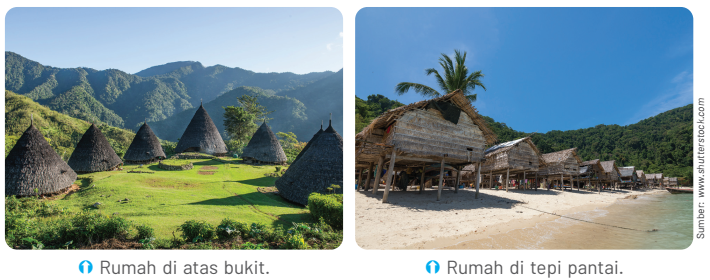 Rumah di atas bukit.
Rumah di tepi pantai.
Sumber: www.shutterstock.com